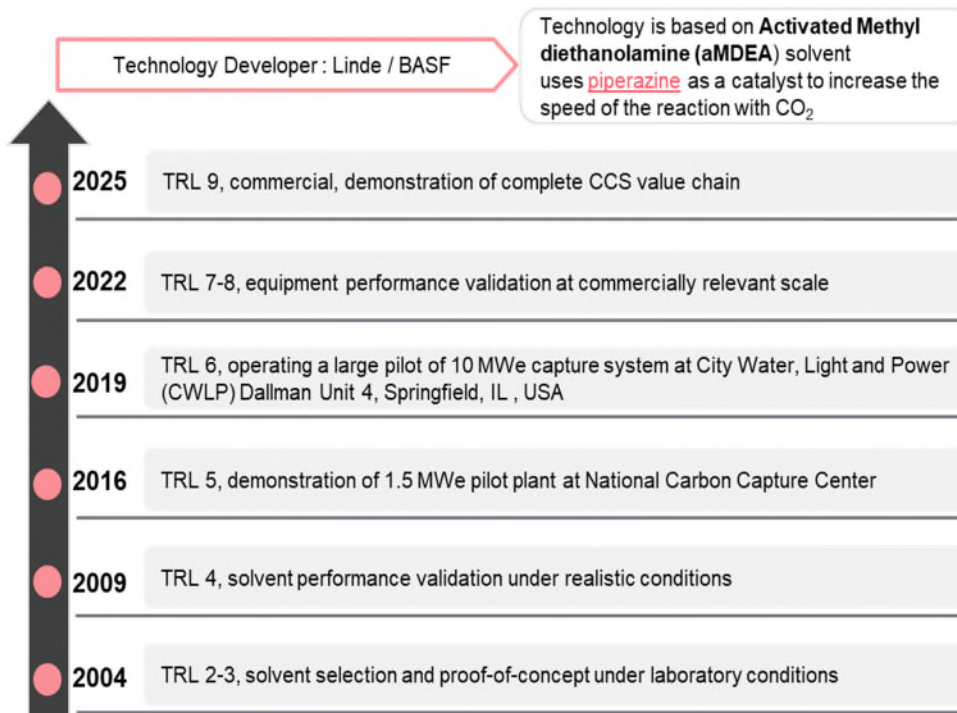 Technology Developer : Linde / BASF
Technology is based on Activated Methyl
diethanolamine (aMDEA) solvent
uses piperazine as a catalyst to increase the
speed of the reaction with CO₂
2025
TRL 9, commercial, demonstration of complete CCS value chain
2022
TRL 7-8, equipment performance validation at commercially relevant scale
2019
TRL 6, operating a large pilot of 10 MWe capture system at City Water, Light and Power
(CWLP) Dallman Unit 4, Springfield, IL , USA
2016
TRL 5, demonstration of 1.5 MWe pilot plant at National Carbon Capture Center
2009
TRL 4, solvent performance validation under realistic conditions
2004
TRL 2-3, solvent selection and proof-of-concept under laboratory conditions